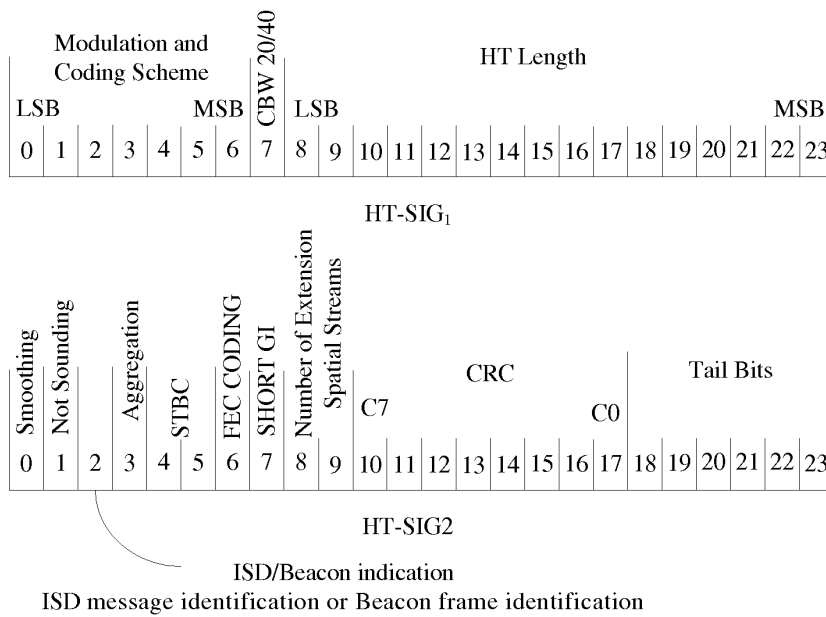 Modulation and
Coding Scheme
CBW 20/40
HT Length
LSB MSB LSB MSB
0 1 2 3 4 5 6 7 8 9 10 11 12 13 14 15 16 17 18 19 20 21 22 23
HT-SIG1
Smoothing
Not Sounding
Aggregation
STBC
FEC CODING
SHORT GI
Number of Extension
Spatial Streams
CRC
Tail Bits
C7 C0
0 1 2 3 4 5 6 7 8 9 10 11 12 13 14 15 16 17 18 19 20 21 22 23
HT-SIG2
ISD/Beacon indication
ISD message identification or Beacon frame identification